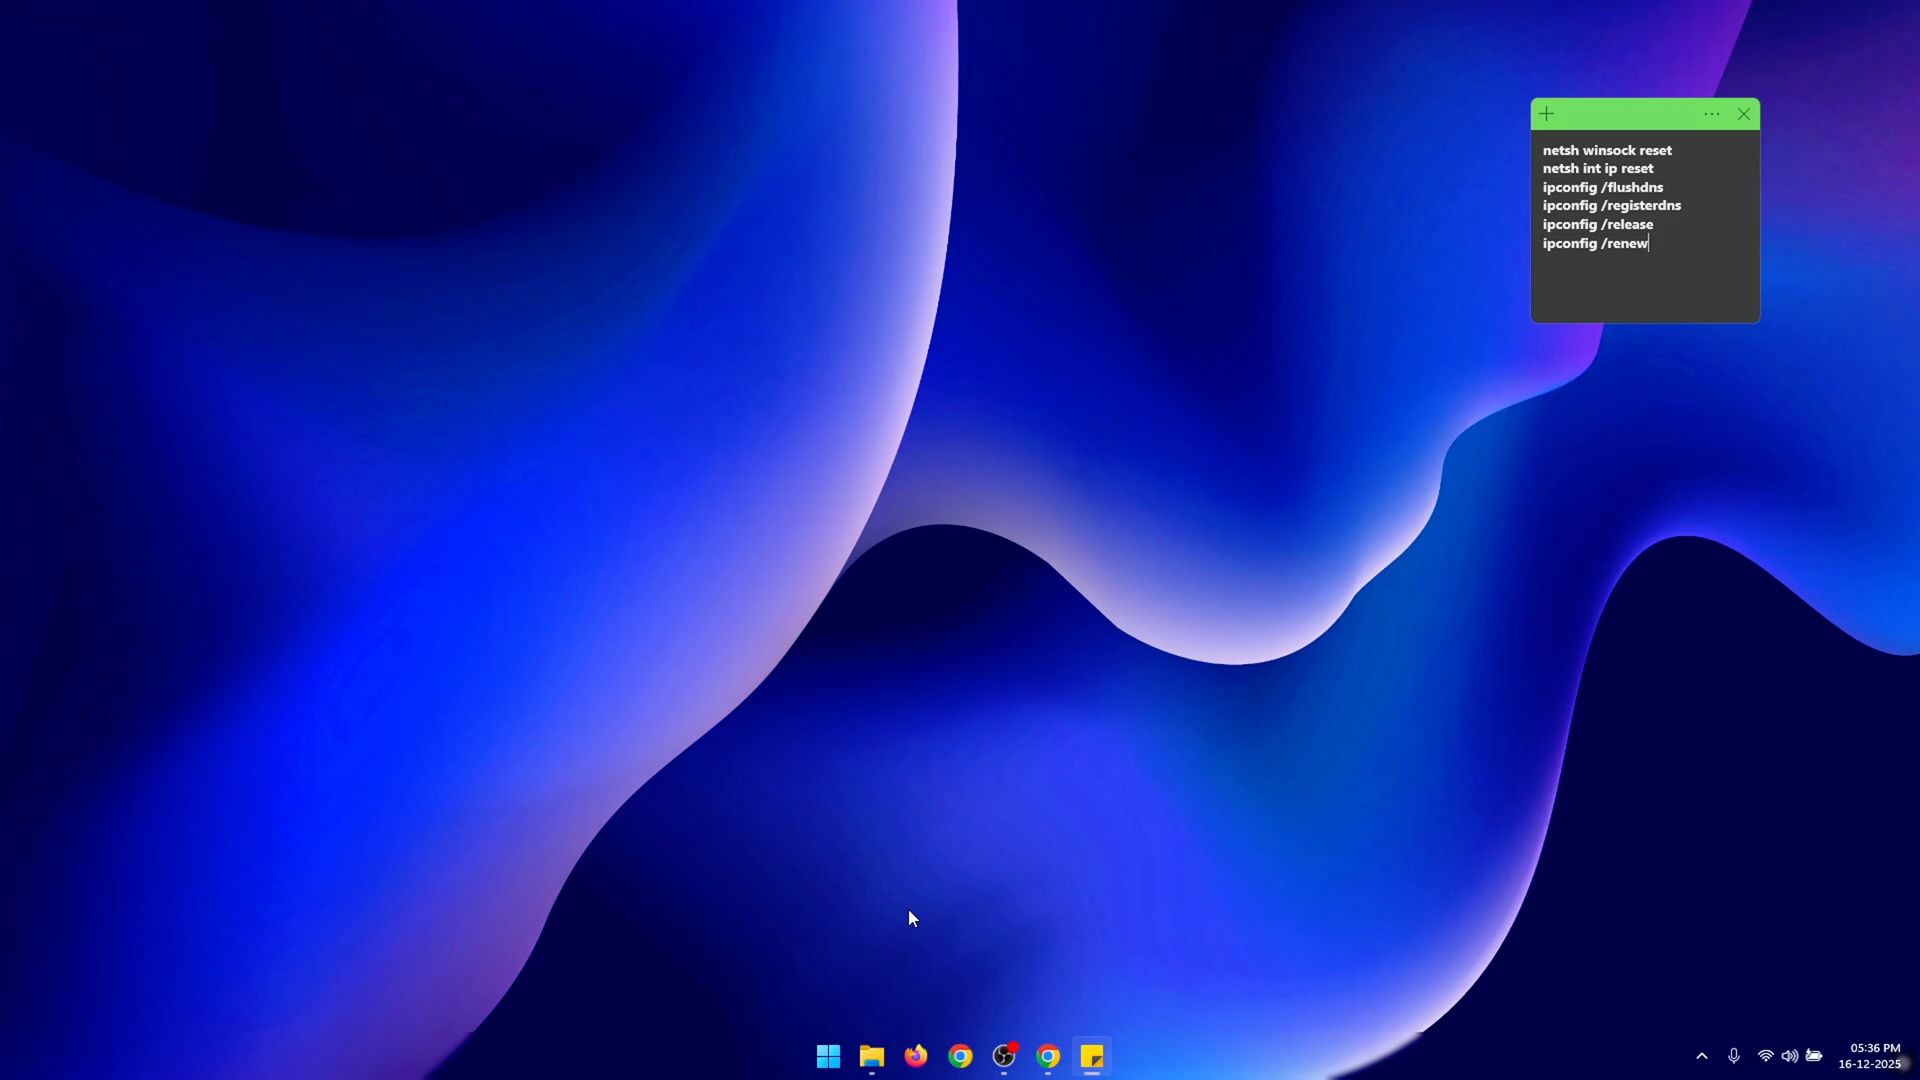 netsh winsock reset
netsh int ip reset
ipconfig /flushdns
ipconfig /registerdns
ipconfig /release
ipconfig /renew
05:36 PM
16-12-2025